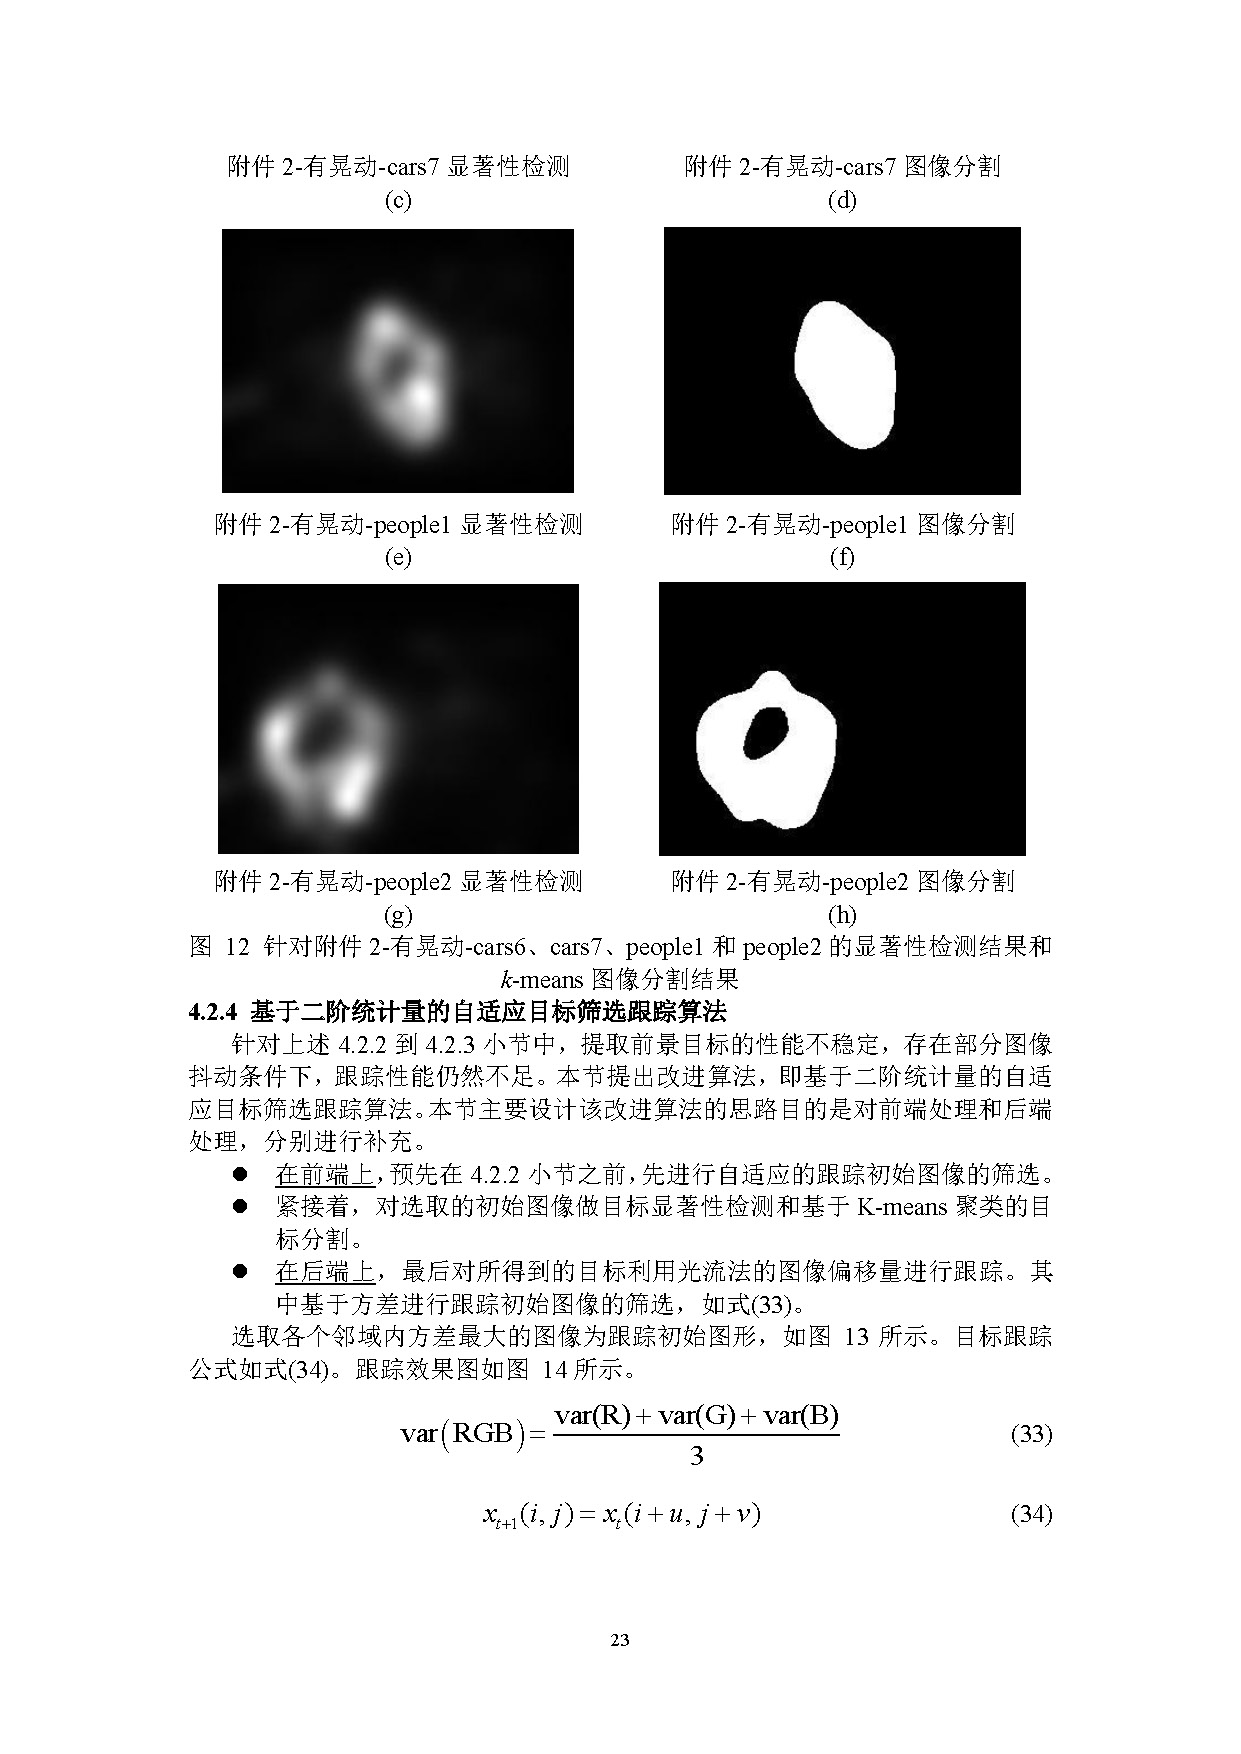 附件 2-有晃动-cars7 显著性检测 附件 2-有晃动-cars7 图像分割
(c) (d)
附件 2-有晃动-people1 显著性检测 附件 2-有晃动-people1 图像分割
(e) (f)
附件 2-有晃动-people2 显著性检测 附件 2-有晃动-people2 图像分割
(g) (h)
图 12 针对附件 2-有晃动-cars6、cars7、people1 和 people2 的显著性检测结果和
k-means 图像分割结果
4.2.4 基于二阶统计量的自适应目标筛选跟踪算法
针对上述 4.2.2 到 4.2.3 小节中，提取前景目标的性能不稳定，存在部分图像
抖动条件下，跟踪性能仍然不足。本节提出改进算法，即基于二阶统计量的自适
应目标筛选跟踪算法。本节主要设计该改进算法的思路目的是对前端处理和后端
处理，分别进行补充。
● 在前端上，预先在 4.2.2 小节之前，先进行自适应的跟踪初始图像的筛选。
● 紧接着，对选取的初始图像做目标显著性检测和基于 K-means 聚类的目
标分割。
● 在后端上，最后对所得到的目标利用光流法的图像偏移量进行跟踪。其
中基于方差进行跟踪初始图像的筛选，如式(33)。
选取各个邻域内方差最大的图像为跟踪初始图形，如图 13 所示。目标跟踪
公式如式(34)。跟踪效果图如图 14 所示。
var(RGB) = (var(R) + var(G) + var(B)) / 3 (33)
x_{t+1}(i, j) = x_t(i + u, j + v) (34)
23